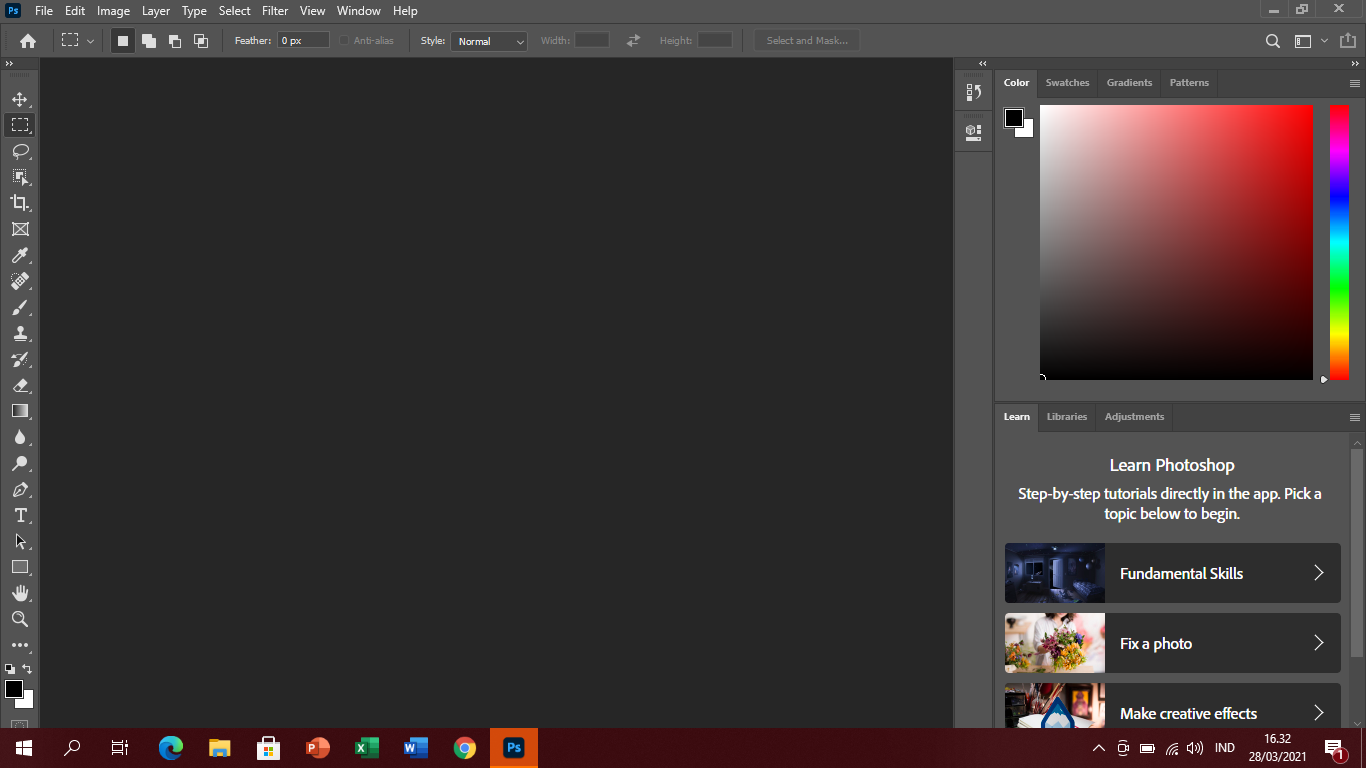 Ps File Edit Image Layer Type Select Filter View Window Help
Feather: 0 px Anti-alias Style: Normal Width: Height: Select and Mask...
Color Swatches Gradients Patterns
Learn Libraries Adjustments
Learn Photoshop
Step-by-step tutorials directly in the app. Pick a
topic below to begin.
Fundamental Skills
Fix a photo
Make creative effects
IND
16.32
28/03/2021
1
Ps